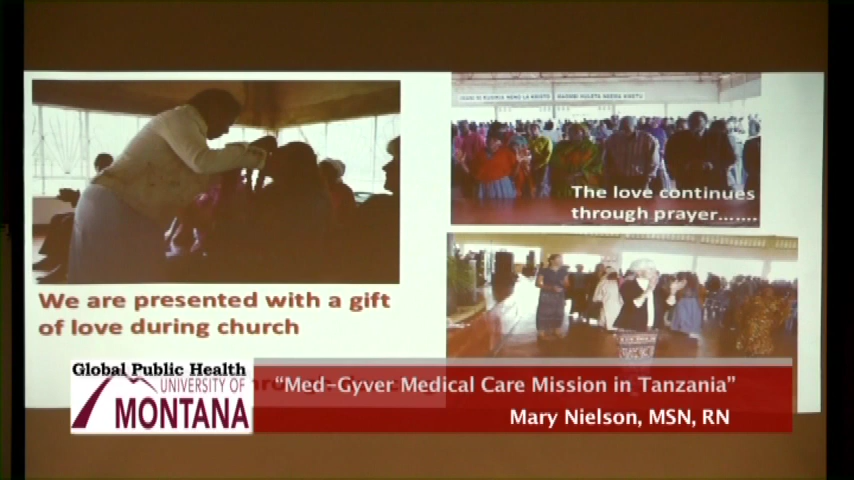 The love continues
through prayer.......
We are presented with a gift
of love during church
Global Public Health
UNIVERSITY OF
MONTANA
“Med-Gyver Medical Care Mission in Tanzania”
Mary Nielson, MSN, RN